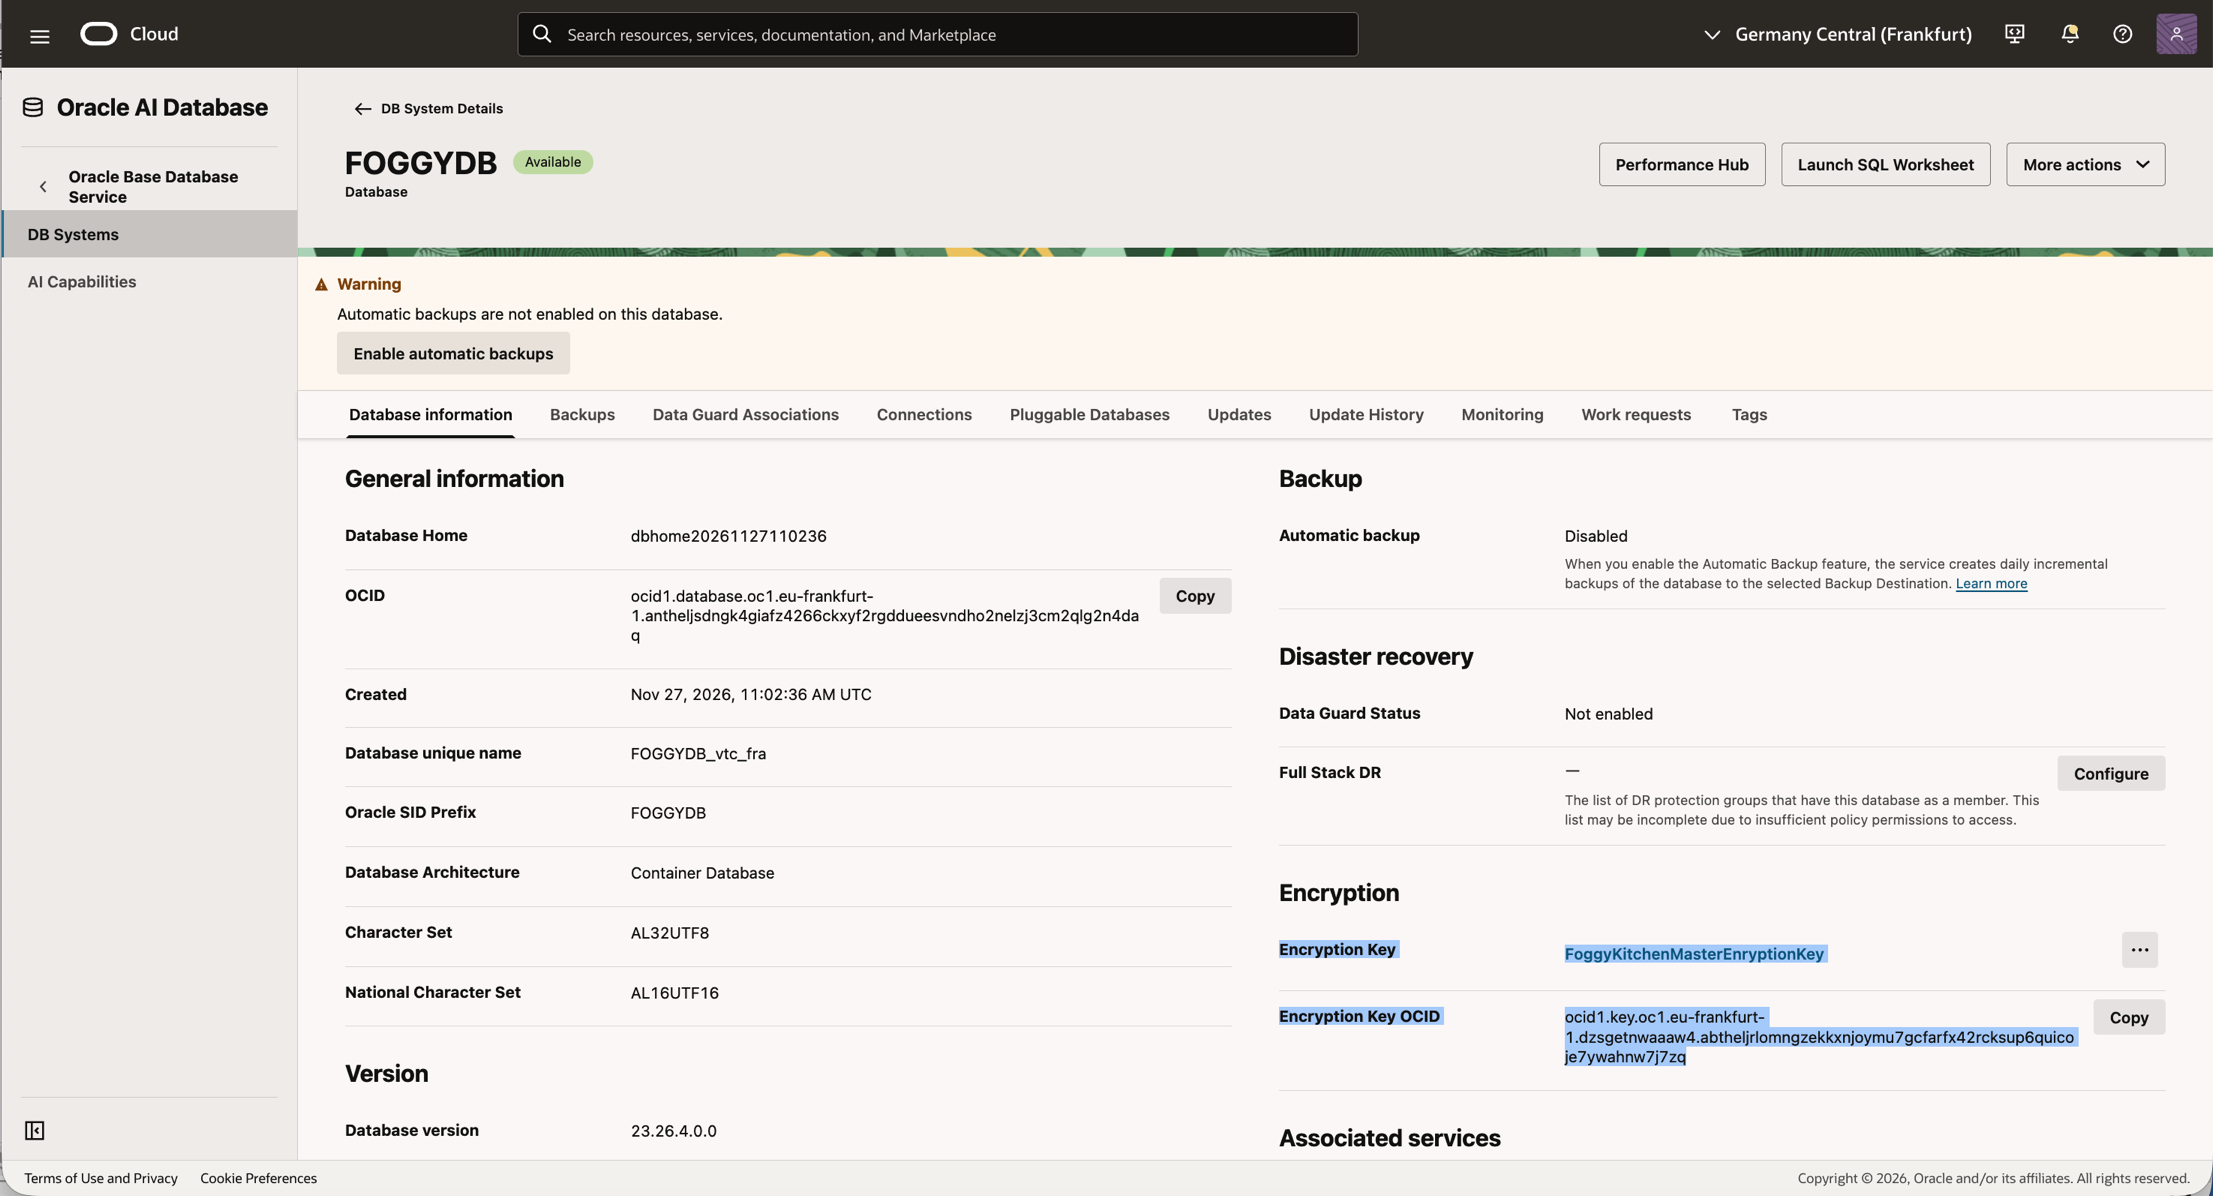 Cloud
Search resources, services, documentation, and Marketplace
Germany Central (Frankfurt)
Oracle AI Database
Oracle Base Database
Service
DB Systems
AI Capabilities
DB System Details
FOGGYDB
Available
Database
Performance Hub
Launch SQL Worksheet
More actions
Warning
Automatic backups are not enabled on this database.
Enable automatic backups
Database information
Backups
Data Guard Associations
Connections
Pluggable Databases
Updates
Update History
Monitoring
Work requests
Tags
General information
Database Home
dbhome20261127110236
OCID
ocid1.database.oc1.eu-frankfurt-
1.antheljsdngk4giafz4266ckxyf2rgddueesvndho2nelzj3cm2qlg2n4da
q
Copy
Created
Nov 27, 2026, 11:02:36 AM UTC
Database unique name
FOGGYDB_vtc_fra
Oracle SID Prefix
FOGGYDB
Database Architecture
Container Database
Character Set
AL32UTF8
National Character Set
AL16UTF16
Version
Database version
23.26.4.0.0
Backup
Automatic backup
Disabled
When you enable the Automatic Backup feature, the service creates daily incremental
backups of the database to the selected Backup Destination. Learn more
Disaster recovery
Data Guard Status
Not enabled
Full Stack DR
—
The list of DR protection groups that have this database as a member. This
list may be incomplete due to insufficient policy permissions to access.
Configure
Encryption
Encryption Key
FoggyKitchenMasterEnryptionKey
Encryption Key OCID
ocid1.key.oc1.eu-frankfurt-
1.dzsgetnwaaaw4.abtheljrlomngzekkxnjoymu7gcfarfx42rcksup6quico
je7ywahnw7j7zq
Copy
Associated services
Terms of Use and Privacy
Cookie Preferences
Copyright © 2026, Oracle and/or its affiliates. All rights reserved.